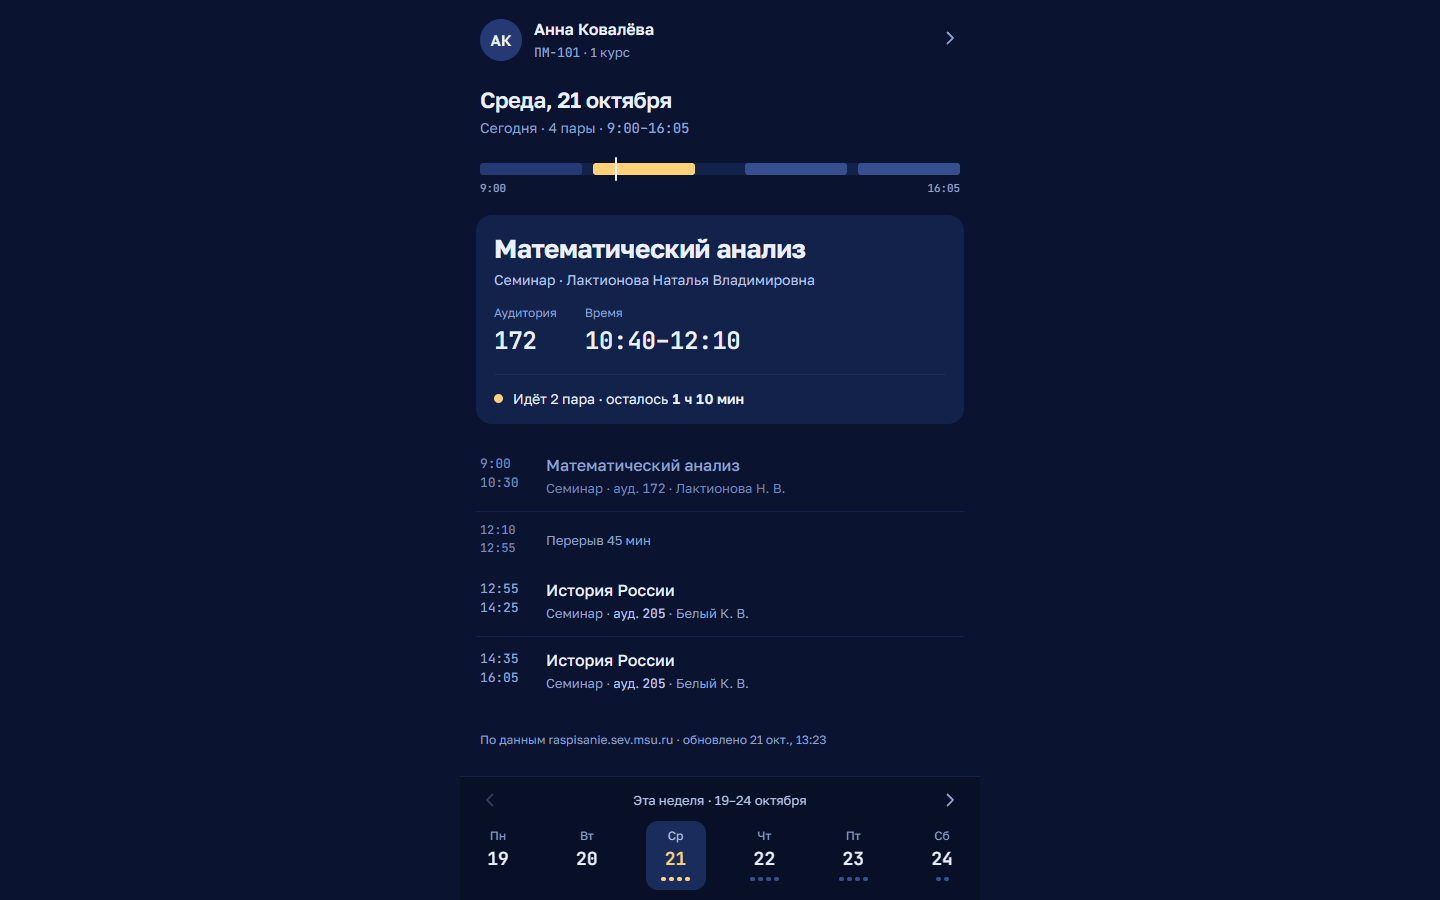 АК
Анна Ковалёва
ПМ-101 · 1 курс
Среда, 21 октября
Сегодня · 4 пары · 9:00–16:05
9:00
16:05
Математический анализ
Семинар · Лактионова Наталья Владимировна
Аудитория
Время
172
10:40–12:10
Идёт 2 пара · осталось 1 ч 10 мин
9:00
10:30
Математический анализ
Семинар · ауд. 172 · Лактионова Н. В.
12:10
12:55
Перерыв 45 мин
12:55
14:25
История России
Семинар · ауд. 205 · Белый К. В.
14:35
16:05
История России
Семинар · ауд. 205 · Белый К. В.
По данным raspisanie.sev.msu.ru · обновлено 21 окт., 13:23
Эта неделя · 19–24 октября
Пн Вт Ср Чт Пт Сб
19 20 21 22 23 24